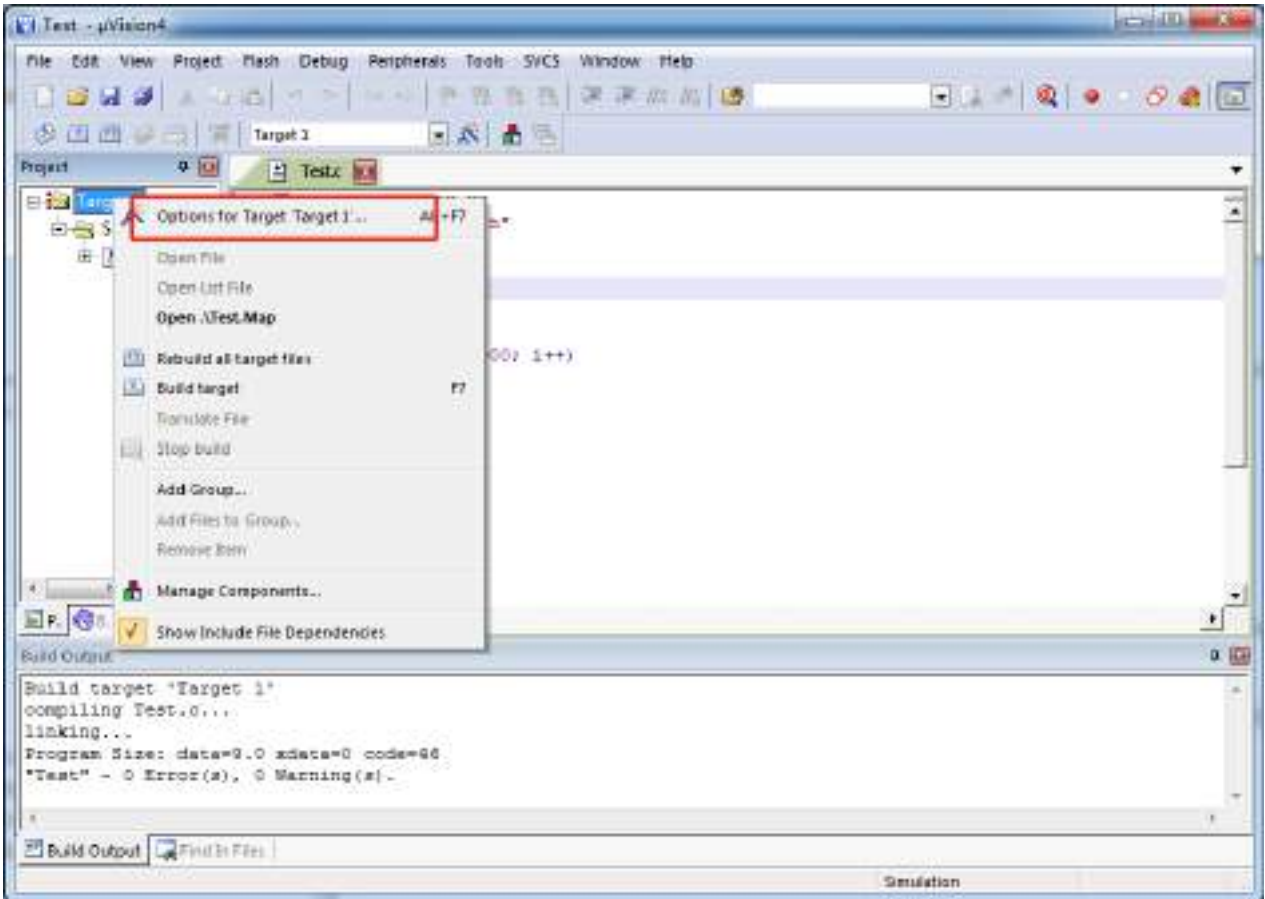 Test - µVision4
File Edit View Project Flash Debug Peripherals Tools SVCS Window Help
Target 1
Project
Test.c
Options for Target 'Target 1'... Alt+F7
Open File
Open List File
Open .\Test.Map
Rebuild all target files
00; i++)
Build target F7
Translate File
Stop build
Add Group...
Add Files to Group...
Remove Item
Manage Components...
P.
Show Include File Dependencies
Build Output
Build target 'Target 1'
compiling Test.c...
linking...
Program Size: data=9.0 xdata=0 code=66
"Test" - 0 Error(s), 0 Warning(s).
Build Output Find In Files
Simulation